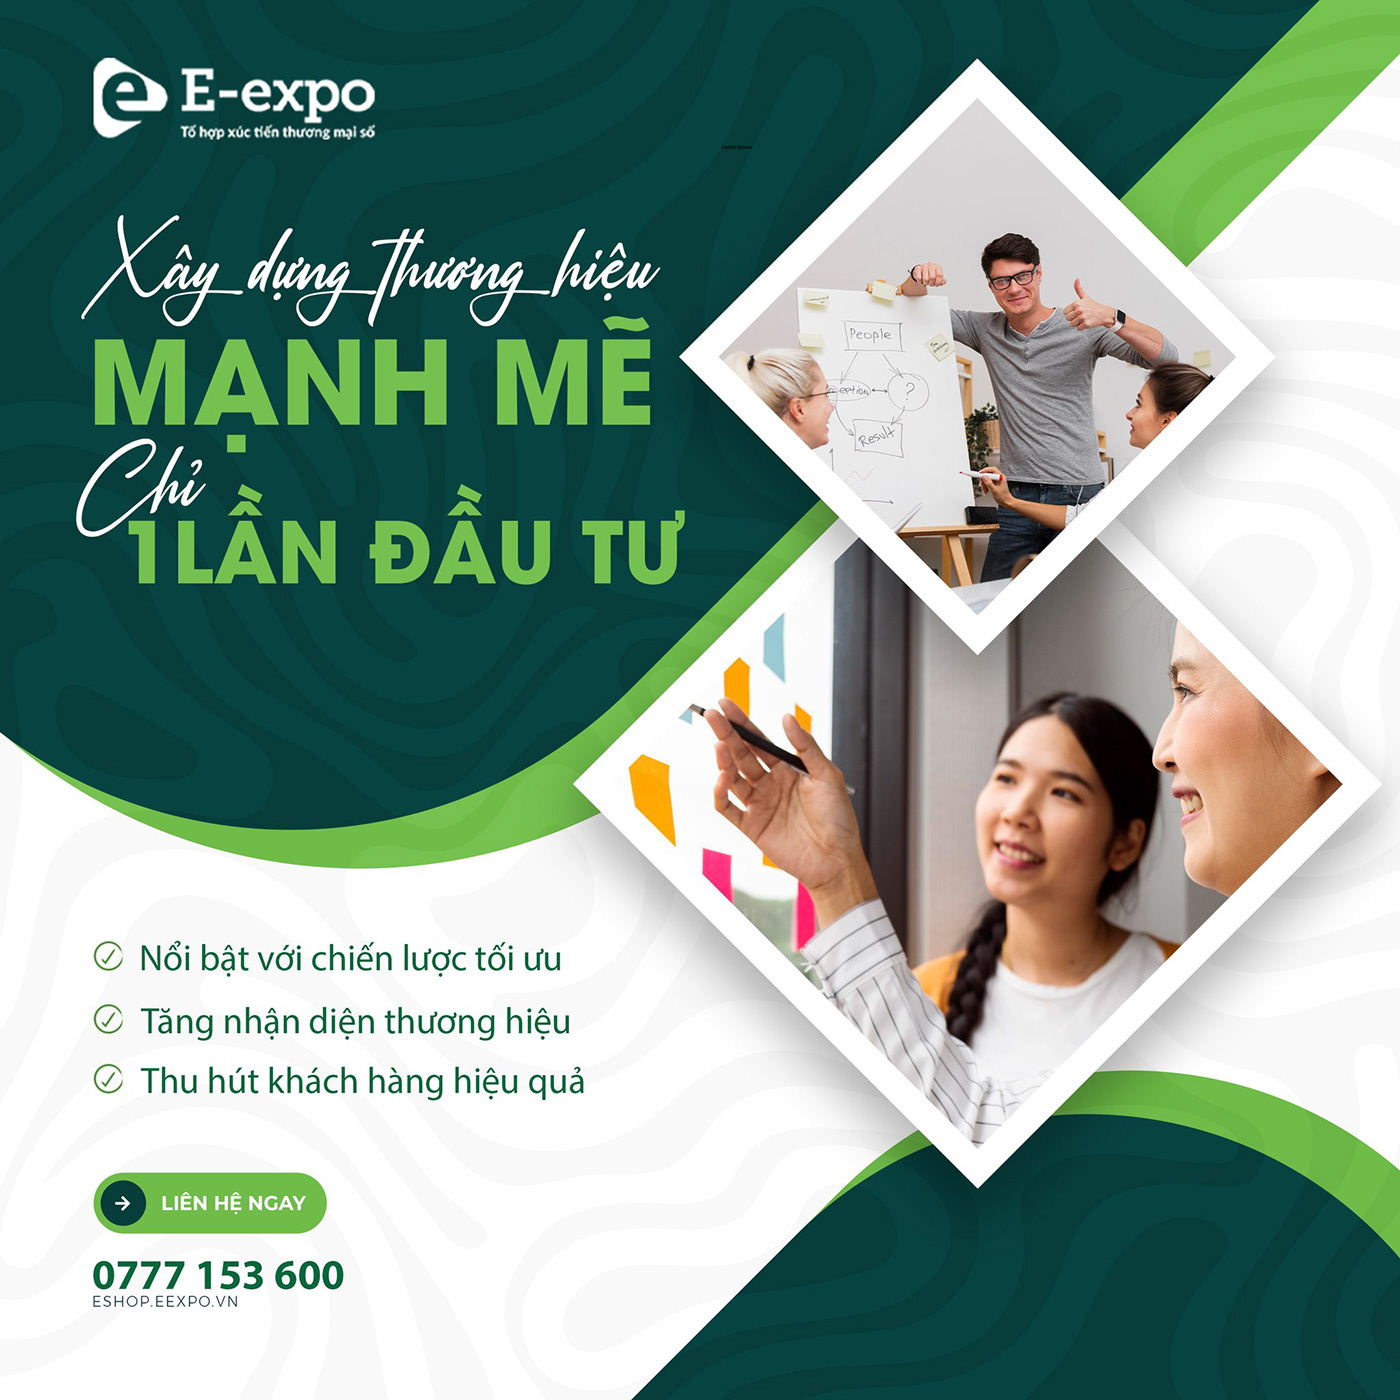 E-expo
Tổ hợp xúc tiến thương mại số
Lorem Ipsum
Xây dựng thương hiệu
MẠNH MẼ
Chỉ
1 LẦN ĐẦU TƯ
People
?
Result
Nổi bật với chiến lược tối ưu
Tăng nhận diện thương hiệu
Thu hút khách hàng hiệu quả
LIÊN HỆ NGAY
0777 153 600
ESHOP.EEXPO.VN